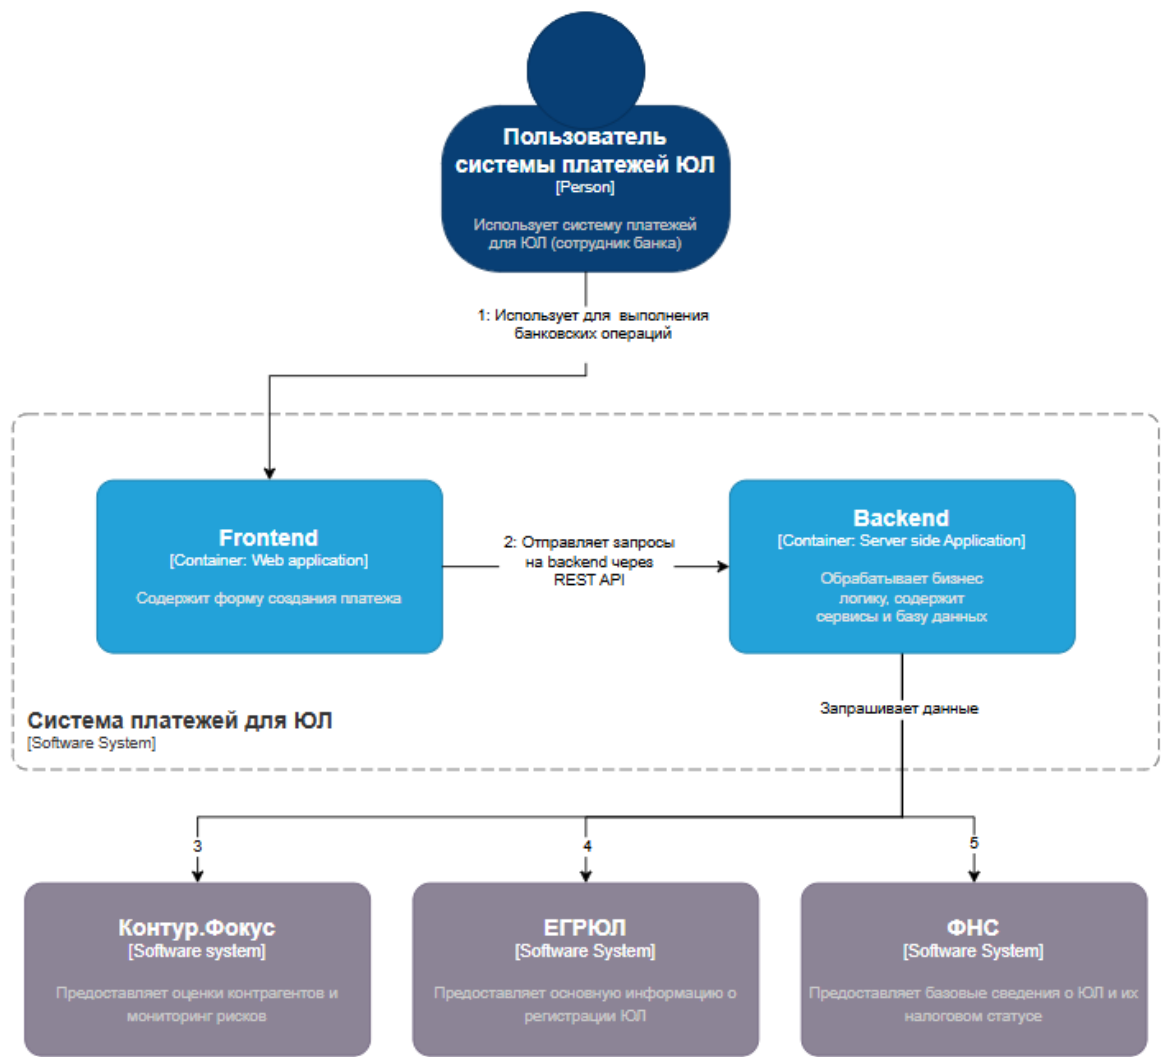 Пользователь
системы платежей ЮЛ
[Person]
Использует систему платежей
для ЮЛ (сотрудник банка)
1: Использует для выполнения
банковских операций
Frontend
[Container: Web application]
Содержит форму создания платежа
2: Отправляет запросы
на backend через
REST API
Backend
[Container: Server side Application]
Обрабатывает бизнес
логику, содержит
сервисы и базу данных
Система платежей для ЮЛ
[Software System]
Запрашивает данные
3
4
5
Контур.Фокус
[Software system]
Предоставляет оценки контрагентов и
мониторинг рисков
ЕГРЮЛ
[Software System]
Предоставляет основную информацию о
регистрации ЮЛ
ФНС
[Software System]
Предоставляет базовые сведения о ЮЛ и их
налоговом статусе